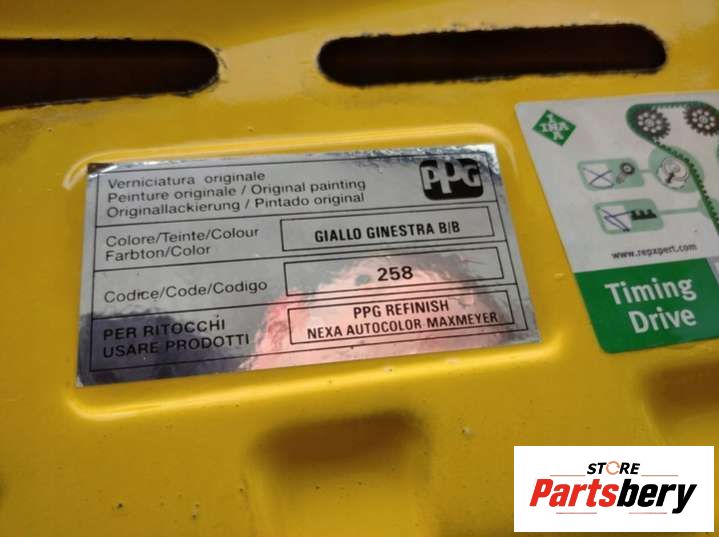 Verniciatura originale
Peinture originale / Original painting
Originallackierung / Pintado original
PPG
Colore/Teinte/Colour
Farbton/Color
GIALLO GINESTRA B/B
Codice/Code/Codigo
258
PER RITOCCHI
USARE PRODOTTI
PPG REFINISH
NEXA AUTOCOLOR MAXMEYER
INA
www.repxpert.com
Timing
Drive
STORE
Partsbery